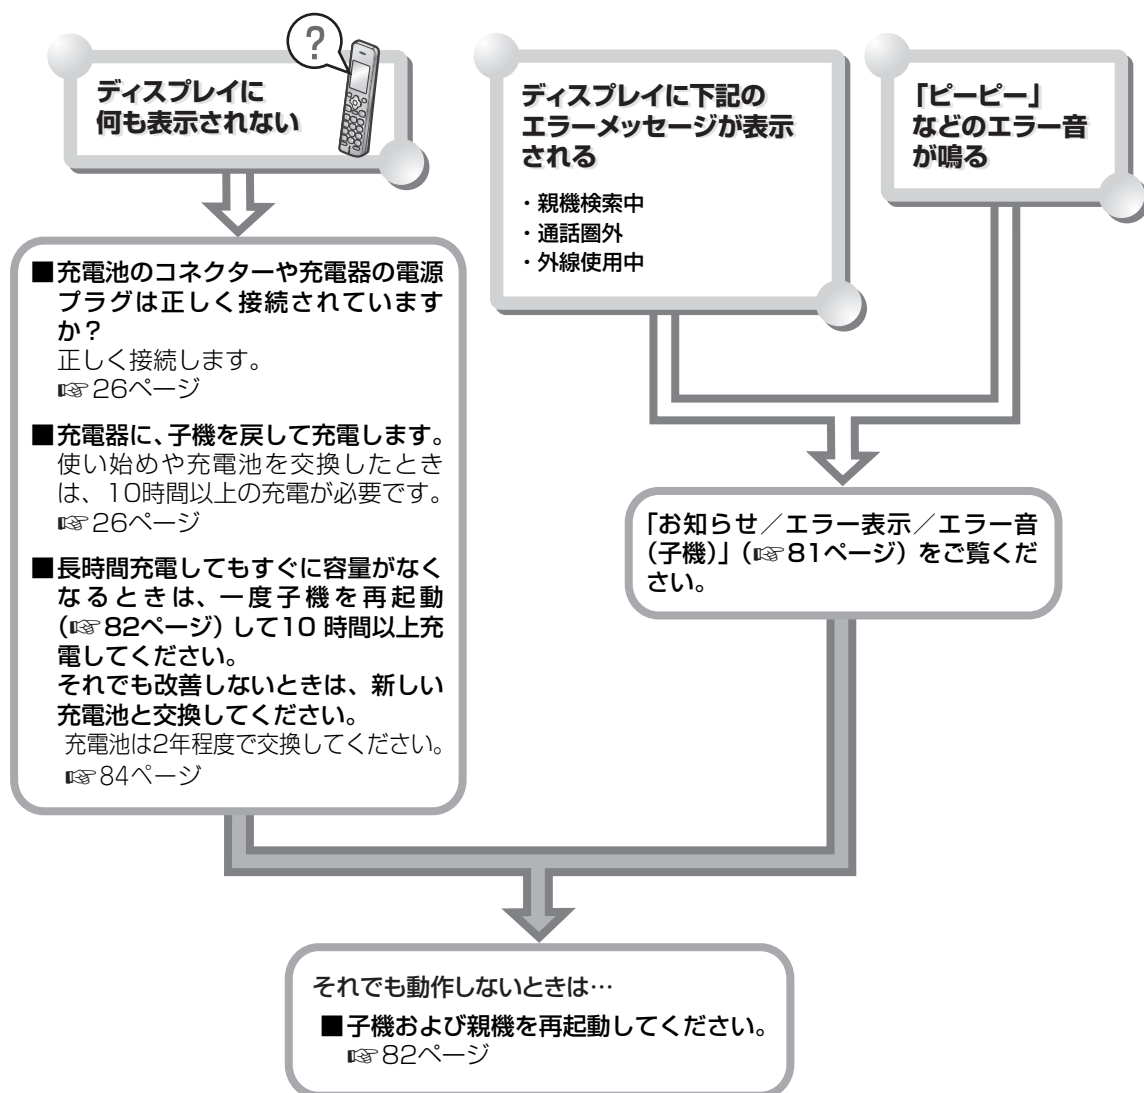 ?
ディスプレイに
何も表示されない
ディスプレイに下記の
エラーメッセージが表示
される
・親機検索中
・通話圏外
・外線使用中
「ピーピー」
などのエラー音
が鳴る
■充電池のコネクターや充電器の電源
プラグは正しく接続されています
か？
正しく接続します。
☞26ページ
■充電器に、子機を戻して充電します。
使い始めや充電池を交換したとき
は、10時間以上の充電が必要です。
☞26ページ
■長時間充電してもすぐに容量がなく
なるときは、一度子機を再起動
（☞82ページ）して10 時間以上充
電してください。
それでも改善しないときは、新しい
充電池と交換してください。
充電池は2年程度で交換してください。
☞84ページ
「お知らせ／エラー表示／エラー音
（子機）」（☞81ページ）をご覧くだ
さい。
それでも動作しないときは…
■子機および親機を再起動してください。
☞82ページ